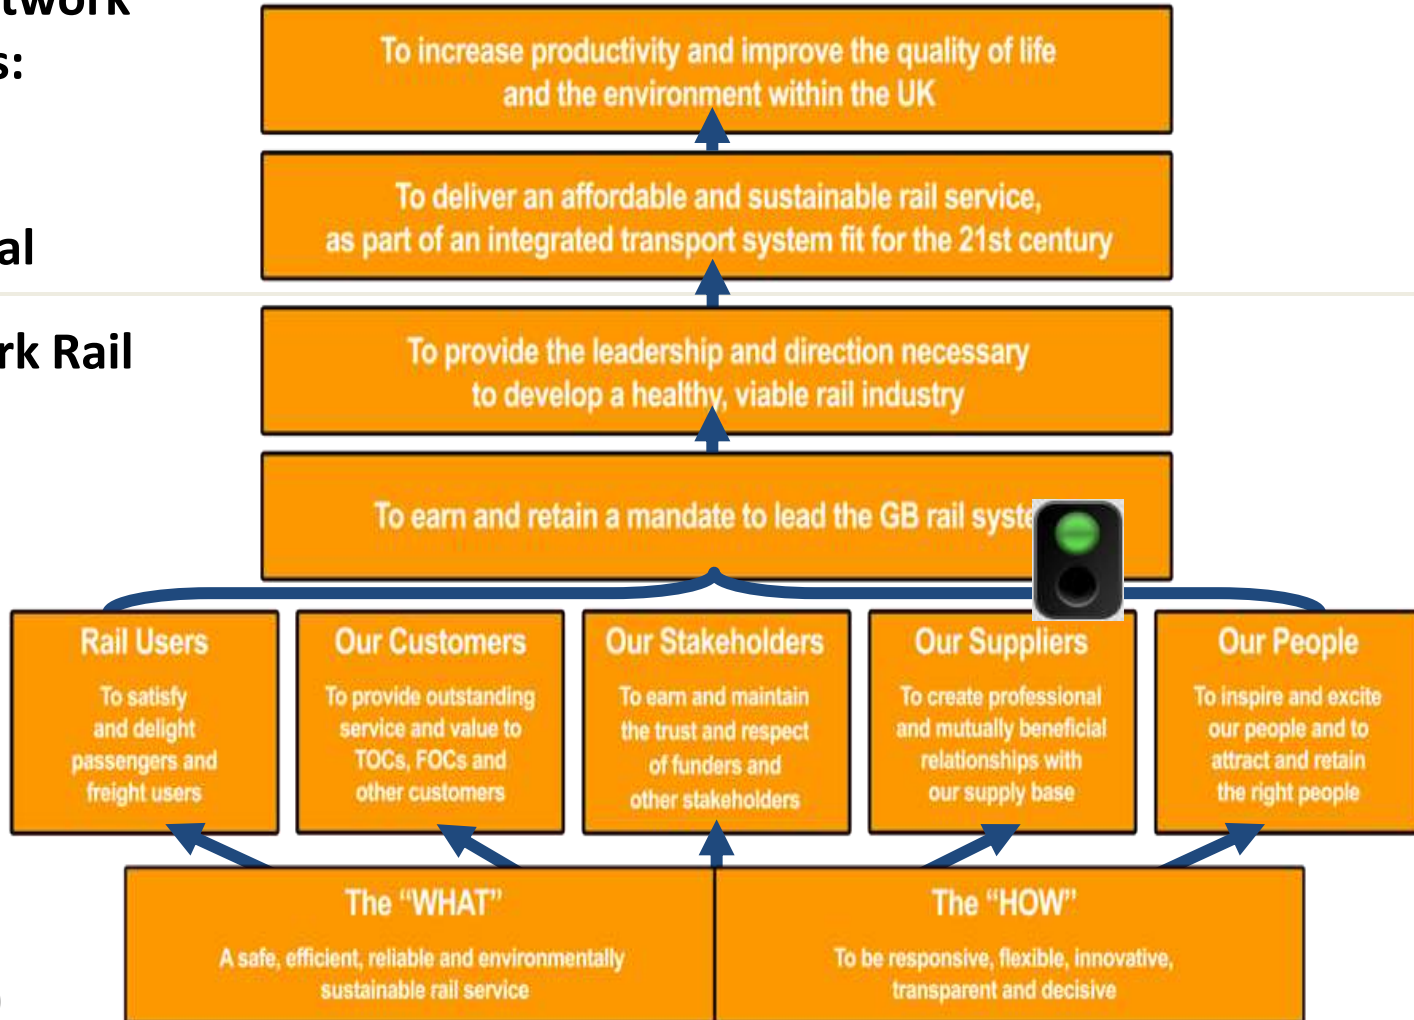 twork
s:
al
rk Rail
To increase productivity and improve the quality of life
and the environment within the UK
To deliver an affordable and sustainable rail service,
as part of an integrated transport system fit for the 21st century
To provide the leadership and direction necessary
to develop a healthy, viable rail industry
To earn and retain a mandate to lead the GB rail syste
Rail Users
To satisfy
and delight
passengers and
freight users
Our Customers
To provide outstanding
service and value to
TOCs, FOCs and
other customers
Our Stakeholders
To earn and maintain
the trust and respect
of funders and
other stakeholders
Our Suppliers
To create professional
and mutually beneficial
relationships with
our supply base
Our People
To inspire and excite
our people and to
attract and retain
the right people
The “WHAT”
A safe, efficient, reliable and environmentally
sustainable rail service
The “HOW”
To be responsive, flexible, innovative,
transparent and decisive